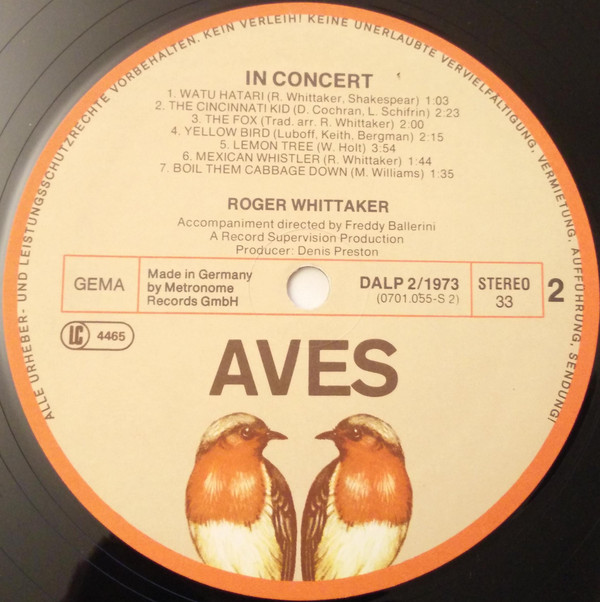 ALLE URHEBER- UND LEISTUNGSSCHUTZRECHTE VORBEHALTEN. KEIN VERLEIH! KEINE UNERLAUBTE VERVIELFÄLTIGUNG, VERMIETUNG, AUFFÜHRUNG, SENDUNG!
IN CONCERT
1. WATU HATARI (R. Whittaker, Shakespear) 1:03
2. THE CINCINNATI KID (D. Cochran, L. Schifrin) 2:23
3. THE FOX (Trad. arr. R. Whittaker) 2:00
4. YELLOW BIRD (Luboff, Keith, Bergman) 2:15
5. LEMON TREE (W. Holt) 3:54
6. MEXICAN WHISTLER (R. Whittaker) 1:44
7. BOIL THEM CABBAGE DOWN (M. Williams) 1:35
ROGER WHITTAKER
Accompaniment directed by Freddy Ballerini
A Record Supervision Production
Producer: Denis Preston
GEMA
Made in Germany
by Metronome
Records GmbH
DALP 2/1973
(0701.055-S 2)
STEREO
33
2
LC 4465
AVES